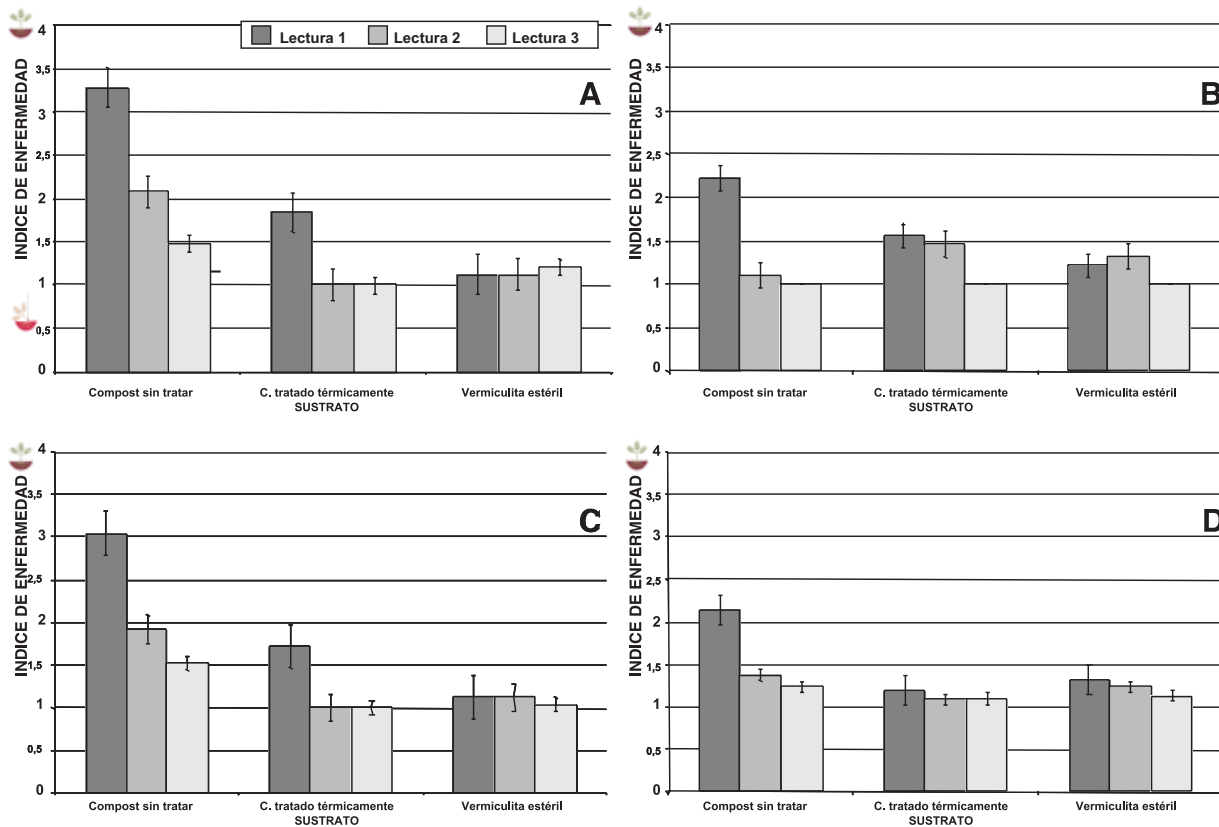 INDICE DE ENFERMEDAD
4
3,5
3
2,5
2
1,5
1
0,5
0
Lectura 1 Lectura 2 Lectura 3
A
Compost sin tratar C. tratado térmicamente Vermiculita estéril
SUSTRATO
INDICE DE ENFERMEDAD
4
3,5
3
2,5
2
1,5
1
0,5
0
B
Compost sin tratar C. tratado térmicamente Vermiculita estéril
SUSTRATO
INDICE DE ENFERMEDAD
4
3,5
3
2,5
2
1,5
1
0,5
0
C
Compost sin tratar C. tratado térmicamente Vermiculita estéril
SUSTRATO
INDICE DE ENFERMEDAD
4
3,5
3
2,5
2
1,5
1
0,5
0
D
Compost sin tratar C. tratado térmicamente Vermiculita estéril
SUSTRATO